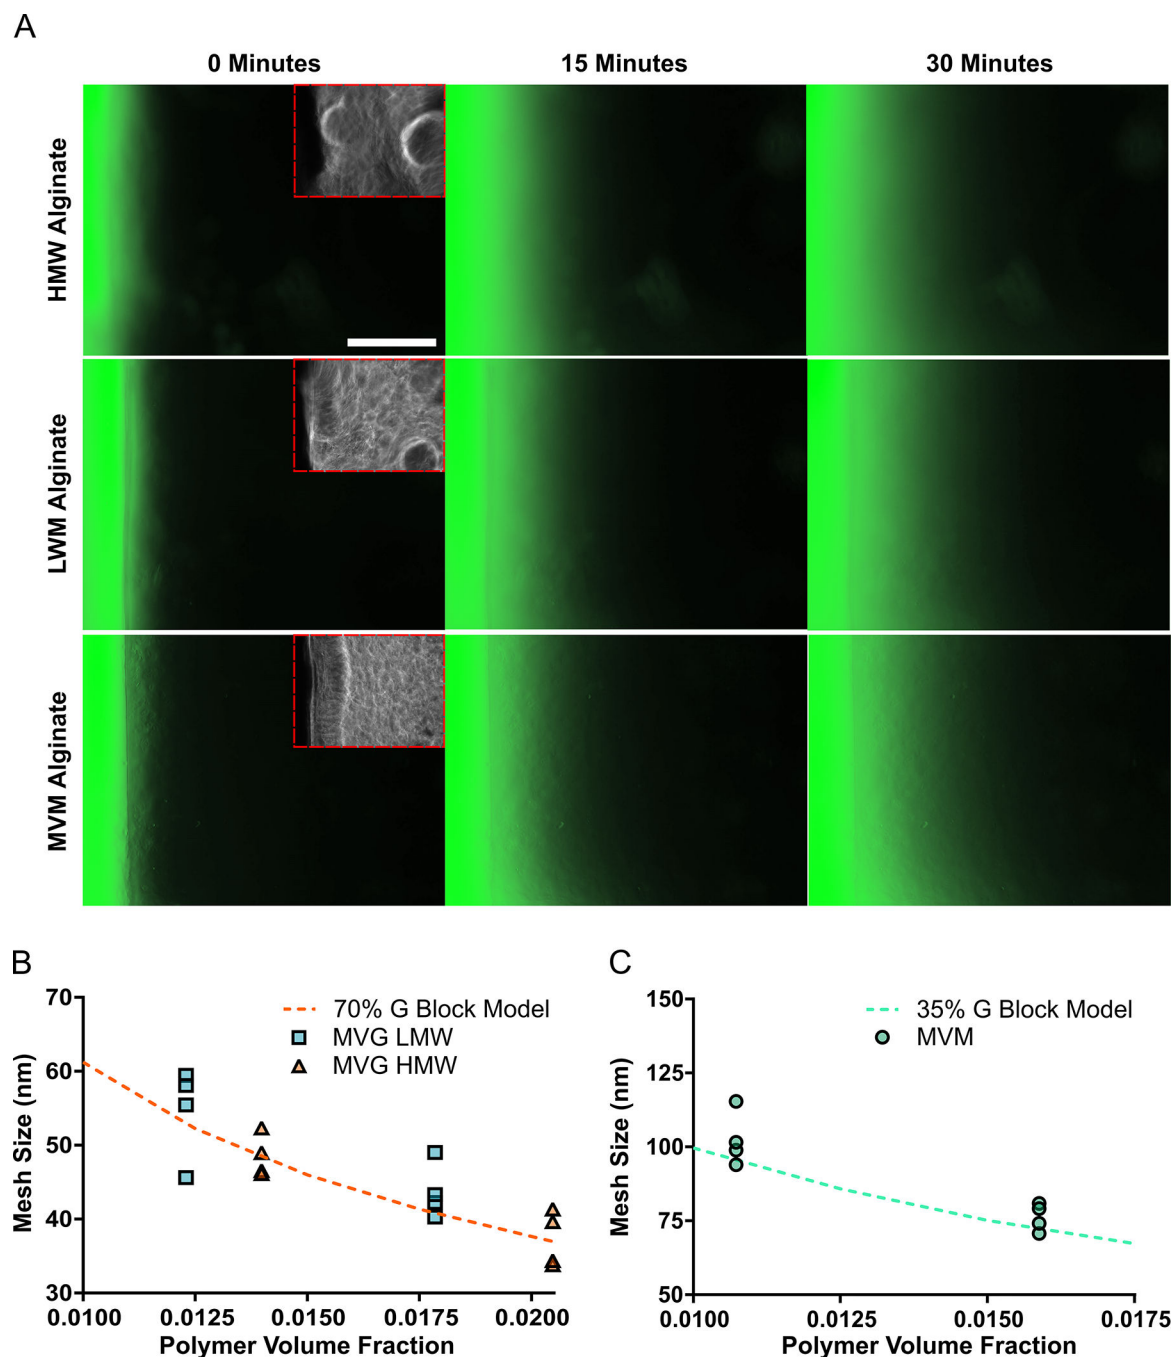 A
0 Minutes
15 Minutes
30 Minutes
HMW Alginate
LWM Alginate
MVM Alginate
B
70
60
50
40
30
Mesh Size (nm)
70% G Block Model
MVG LMW
MVG HMW
0.0100
0.0125
0.0150
0.0175
0.0200
Polymer Volume Fraction
C
150
125
100
75
50
Mesh Size (nm)
35% G Block Model
MVM
0.0100
0.0125
0.0150
0.0175
Polymer Volume Fraction